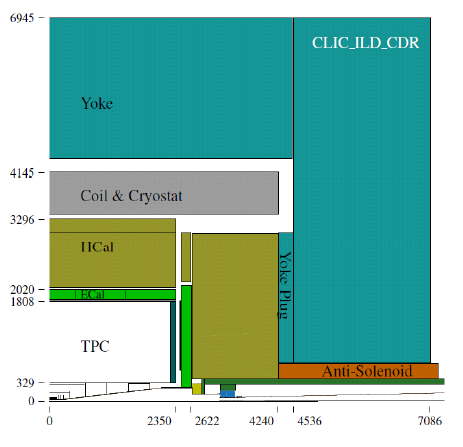 6945
CLIC_ILD_CDR
Yoke
4145
Coil & Cryostat
3296
HCal
Yoke Plug
2020
ECal
1808
TPC
Anti-Solenoid
329
0
0 2350 2622 4240 4536 7086